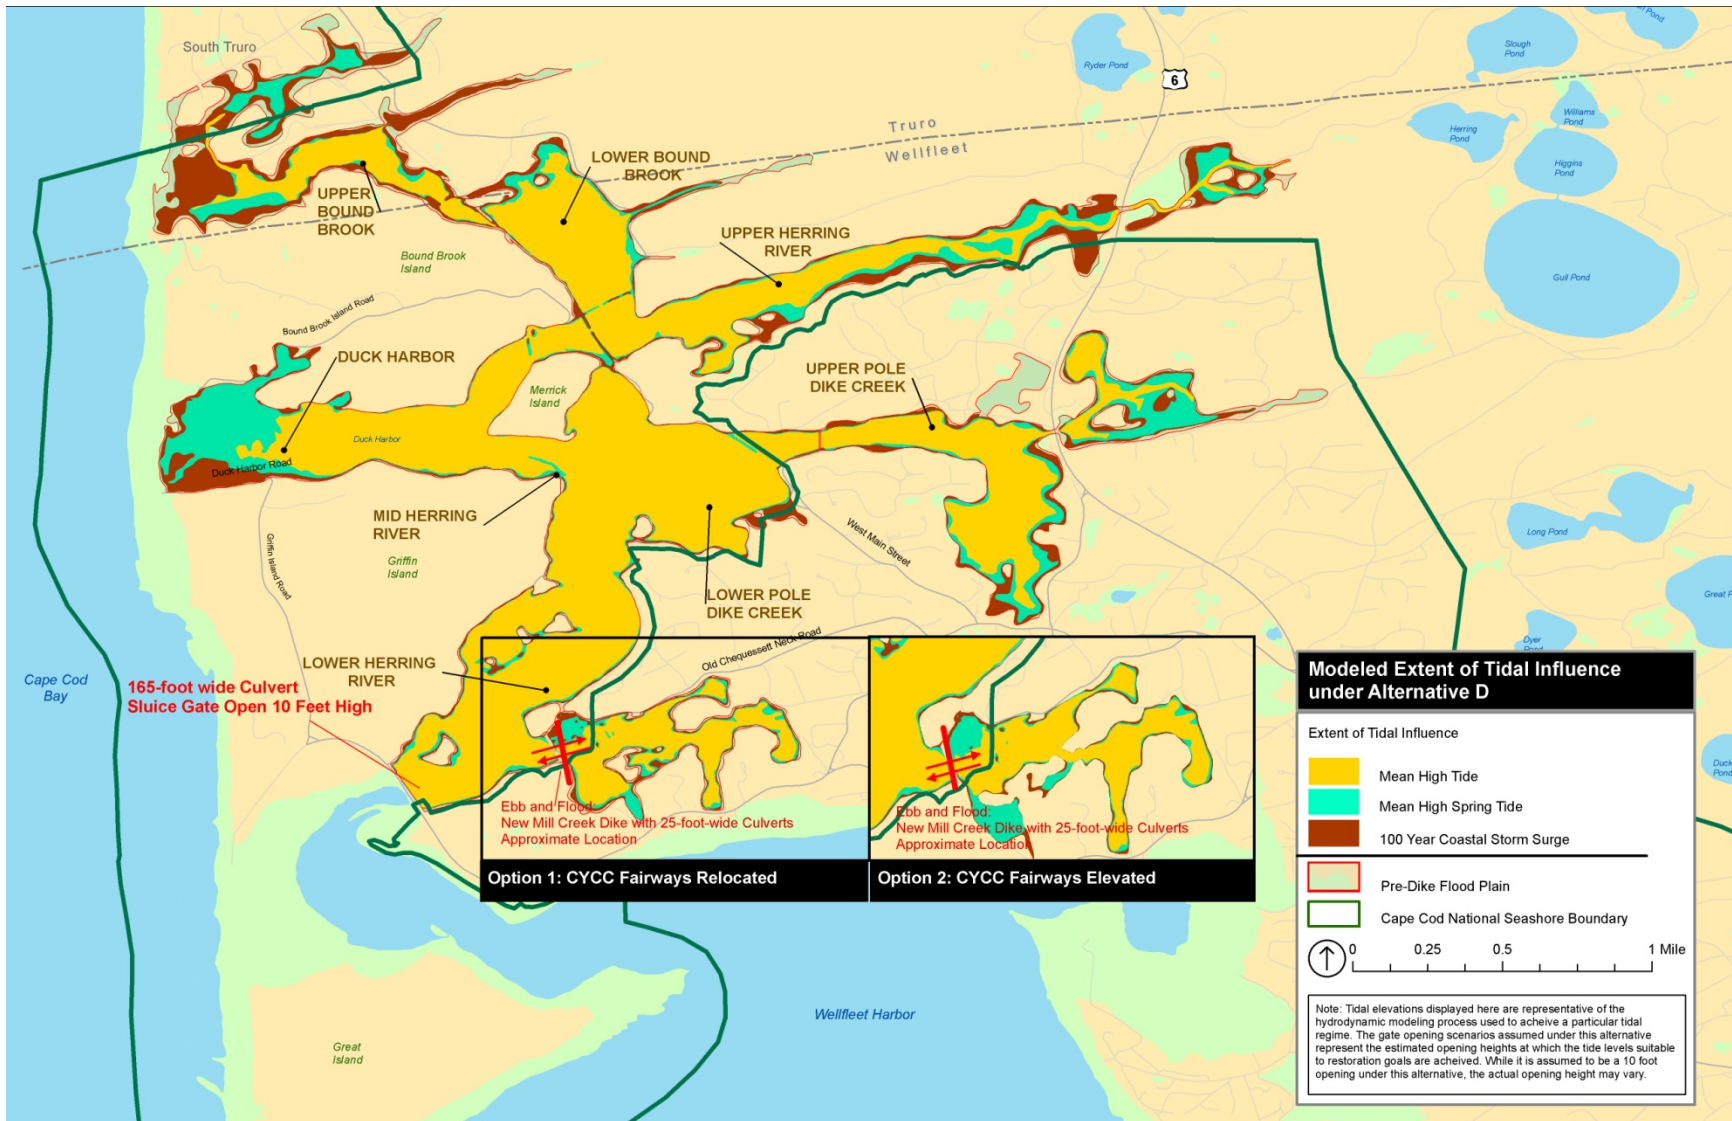 South Truro
Ryder Pond
6
Slough
Pond
Williams
Pond
Herring
Pond
Higgins
Pond
Gull Pond
Truro
Wellfleet
LOWER BOUND
BROOK
UPPER
BOUND
BROOK
UPPER HERRING
RIVER
Bound Brook
Island
Bound Brook Island Road
DUCK HARBOR
Merrick
Island
UPPER POLE
DIKE CREEK
Duck Harbor
Duck Harbor Road
MID HERRING
RIVER
Griffin Island Road
Griffin
Island
West Main Street
Long Pond
LOWER POLE
DIKE CREEK
Great
Dyer
Old Chequessett Neck Road
LOWER HERRING
RIVER
Cape Cod
Bay
165-foot wide Culvert
Sluice Gate Open 10 Feet High
Duck
Pond
Ebb and Flood:
New Mill Creek Dike with 25-foot-wide Culverts
Approximate Location
Option 1: CYCC Fairways Relocated
Ebb and Flood:
New Mill Creek Dike with 25-foot-wide Culverts
Approximate Location
Option 2: CYCC Fairways Elevated
Wellfleet Harbor
Great
Island
Modeled Extent of Tidal Influence
under Alternative D
Extent of Tidal Influence
Mean High Tide
Mean High Spring Tide
100 Year Coastal Storm Surge
Pre-Dike Flood Plain
Cape Cod National Seashore Boundary
0 0.25 0.5 1 Mile
Note: Tidal elevations displayed here are representative of the
hydrodynamic modeling process used to acheive a particular tidal
regime. The gate opening scenarios assumed under this alternative
represent the estimated opening heights at which the tide levels suitable
to restoration goals are acheived. While it is assumed to be a 10 foot
opening under this alternative, the actual opening height may vary.